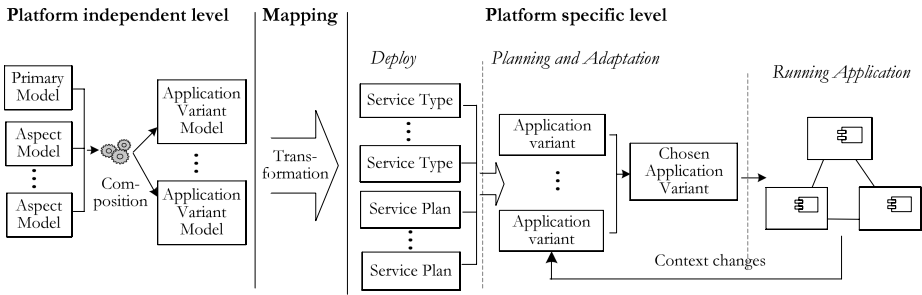 Platform independent level
Mapping
Platform specific level
Deploy
Planning and Adaptation
Running Application
Primary
Model
Aspect
Model
Aspect
Model
Com-
position
Application
Variant
Model
Application
Variant
Model
Trans-
formation
Service Type
Service Type
Service Plan
Service Plan
Application
variant
Application
variant
Chosen
Application
Variant
Context changes